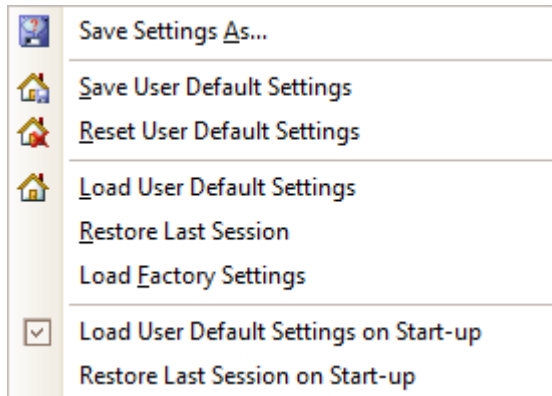 Save Settings As...
Save User Default Settings
Reset User Default Settings
Load User Default Settings
Restore Last Session
Load Factory Settings
Load User Default Settings on Start-up
Restore Last Session on Start-up